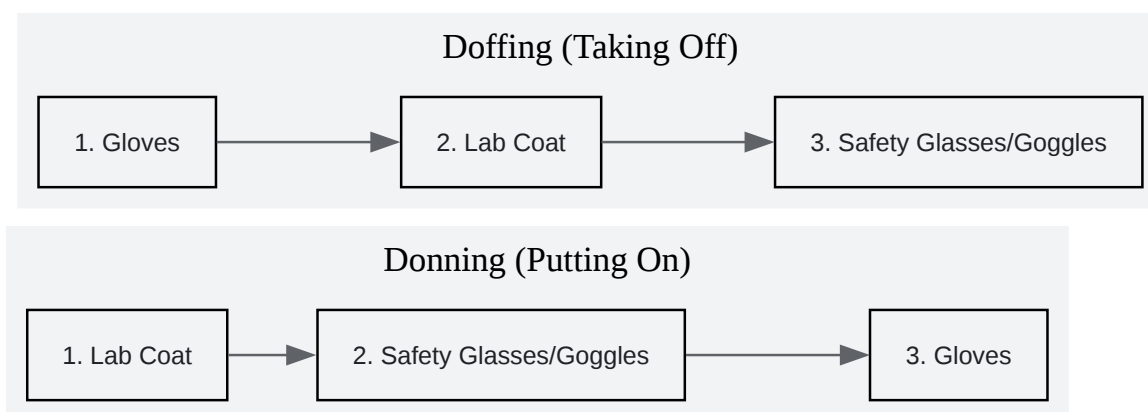 Doffing (Taking Off)
1. Gloves
2. Lab Coat
3. Safety Glasses/Goggles
Donning (Putting On)
1. Lab Coat
2. Safety Glasses/Goggles
3. Gloves